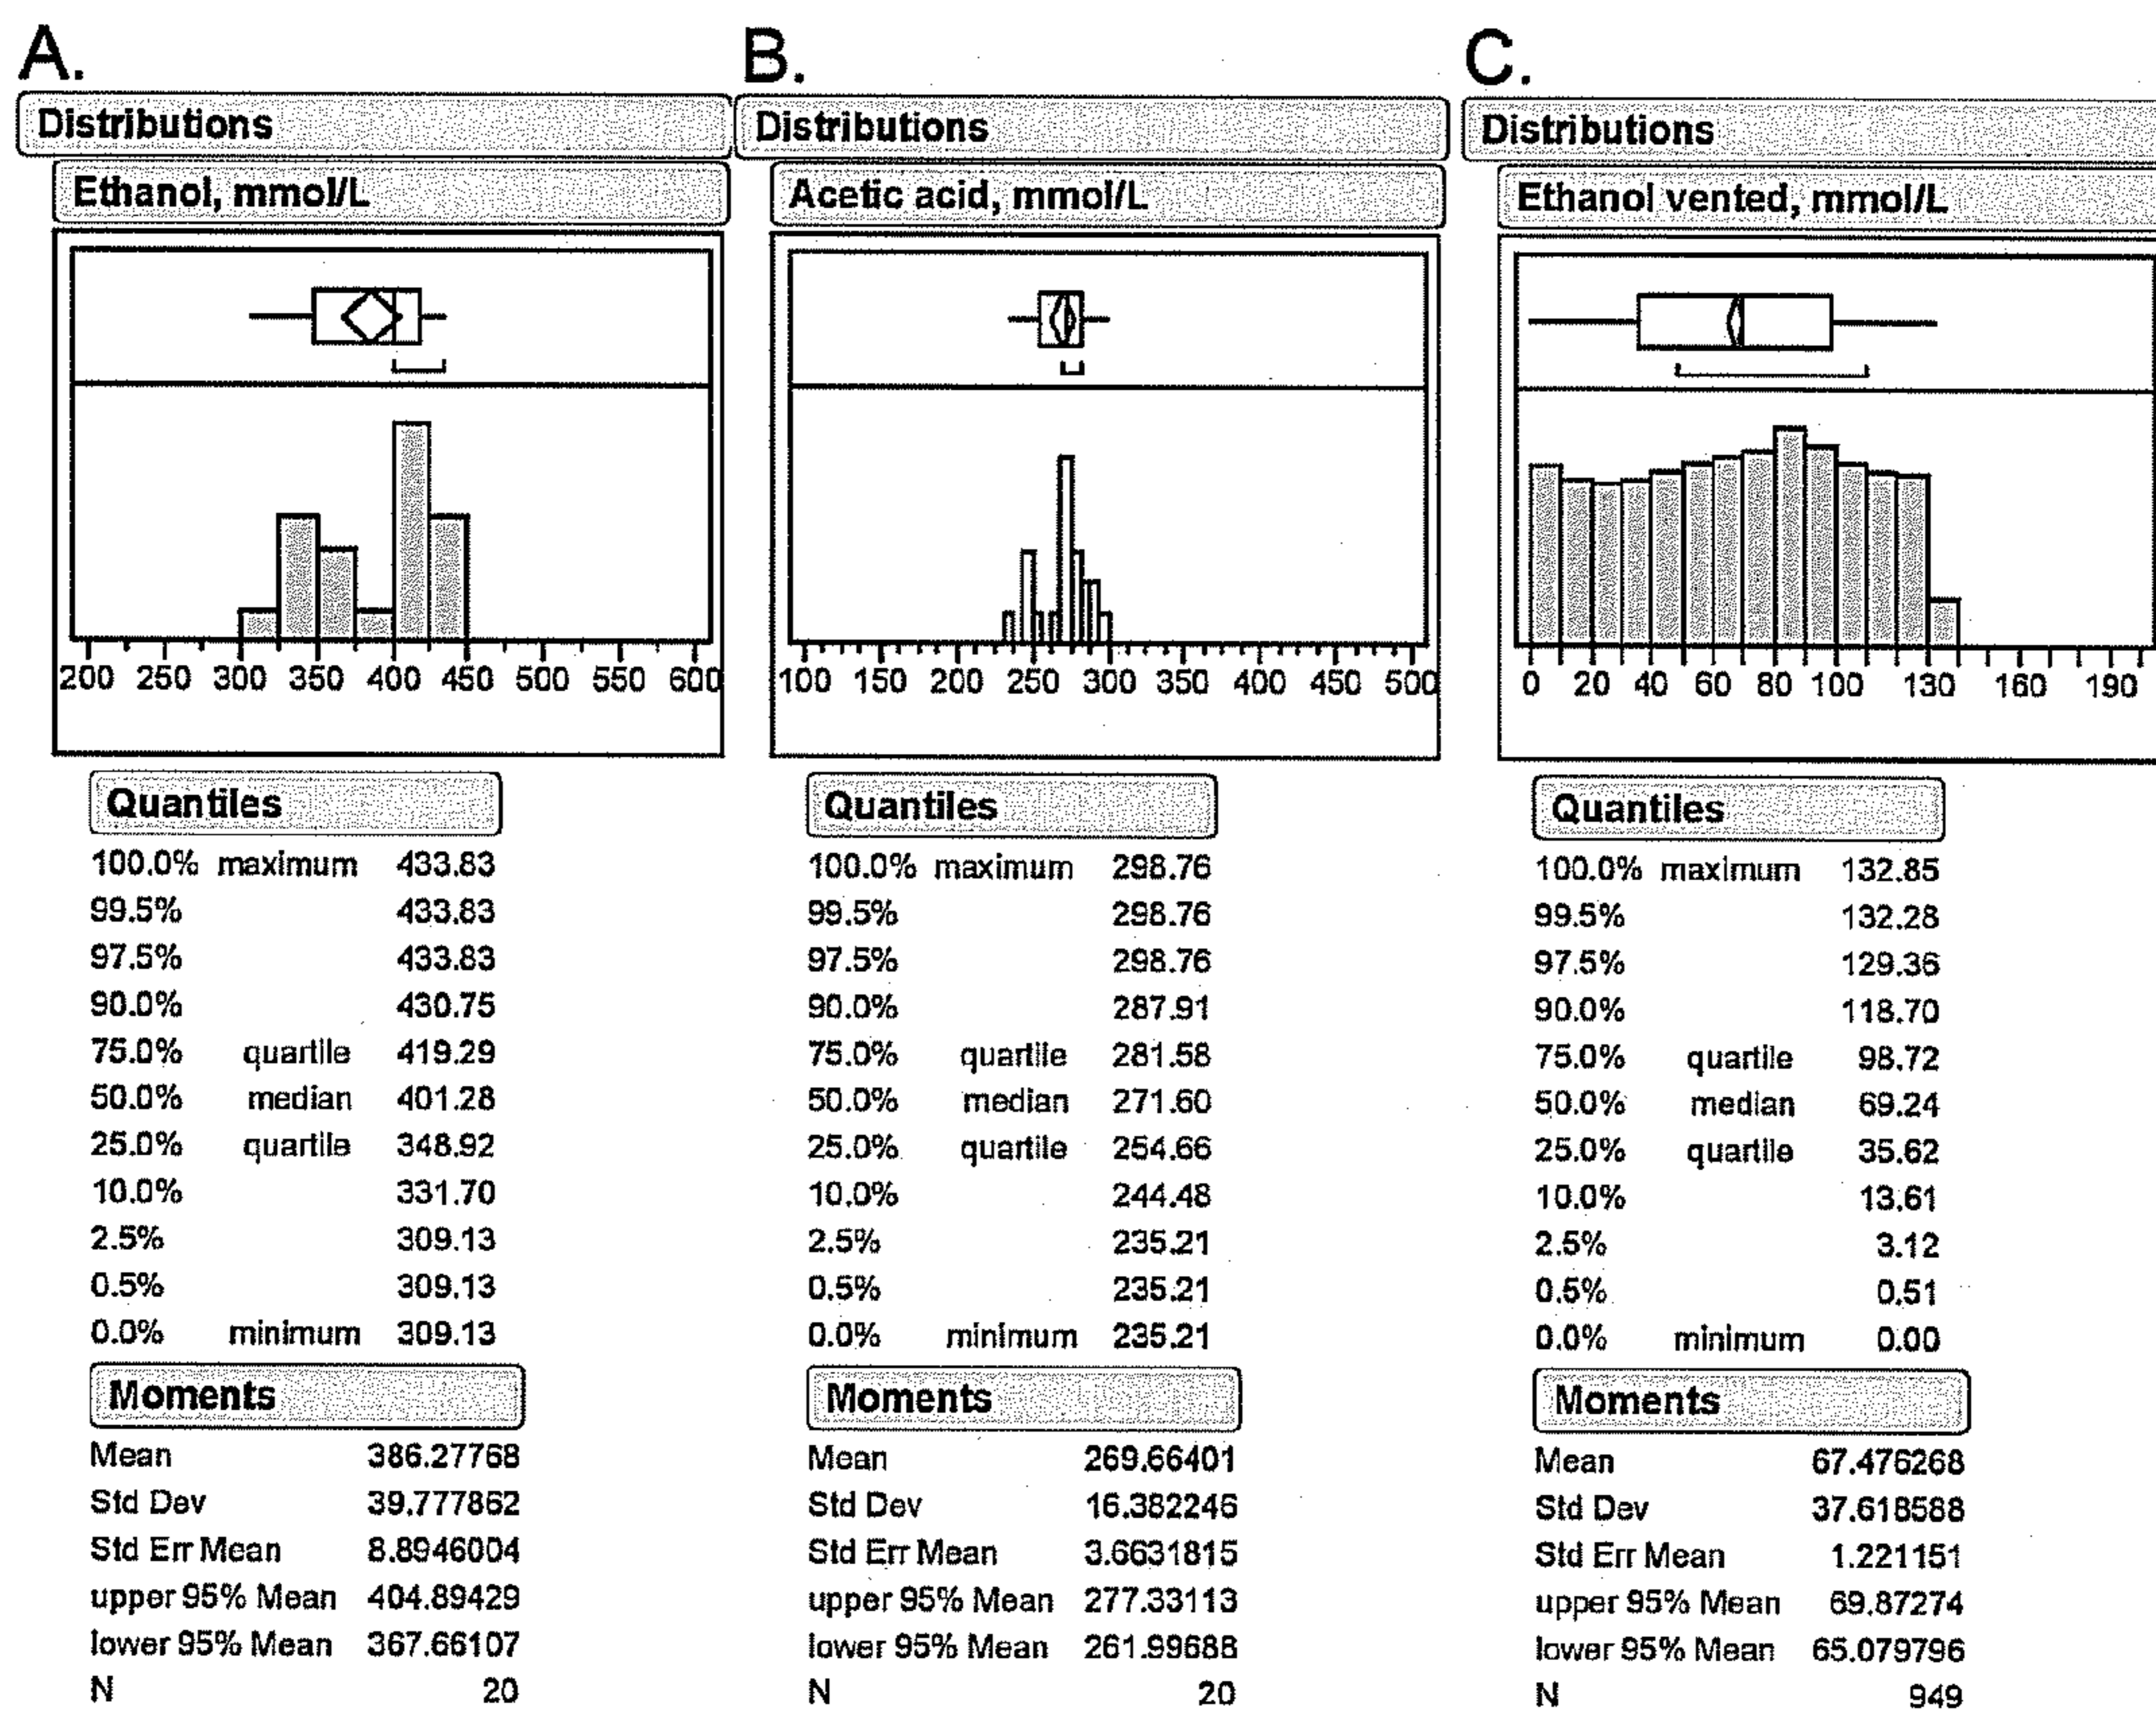 A.
Distributions
Ethanol, mmol/L
200 250 300 350 400 450 500 550 600
Quantiles
100.0% maximum 433.83
99.5% 433.83
97.5% 433.83
90.0% 430.75
75.0% quartile 419.29
50.0% median 401.28
25.0% quartile 348.92
10.0% 331.70
2.5% 309.13
0.5% 309.13
0.0% minimum 309.13
Moments
Mean 386.27768
Std Dev 39.777862
Std Err Mean 8.8946004
upper 95% Mean 404.89429
lower 95% Mean 367.66107
N 20
B.
Distributions
Acetic acid, mmol/L
100 150 200 250 300 350 400 450 500
Quantiles
100.0% maximum 298.76
99.5% 298.76
97.5% 298.76
90.0% 287.91
75.0% quartile 281.58
50.0% median 271.60
25.0% quartile 254.66
10.0% 244.48
2.5% 235.21
0.5% 235.21
0.0% minimum 235.21
Moments
Mean 269.66401
Std Dev 16.382246
Std Err Mean 3.6631815
upper 95% Mean 277.33113
lower 95% Mean 261.99688
N 20
C.
Distributions
Ethanol vented, mmol/L
0 20 40 60 80 100 130 160 190
Quantiles
100.0% maximum 132.85
99.5% 132.28
97.5% 129.36
90.0% 118.70
75.0% quartile 98.72
50.0% median 69.24
25.0% quartile 35.62
10.0% 13.61
2.5% 3.12
0.5% 0.51
0.0% minimum 0.00
Moments
Mean 67.476268
Std Dev 37.618588
Std Err Mean 1.221151
upper 95% Mean 69.87274
lower 95% Mean 65.079796
N 949